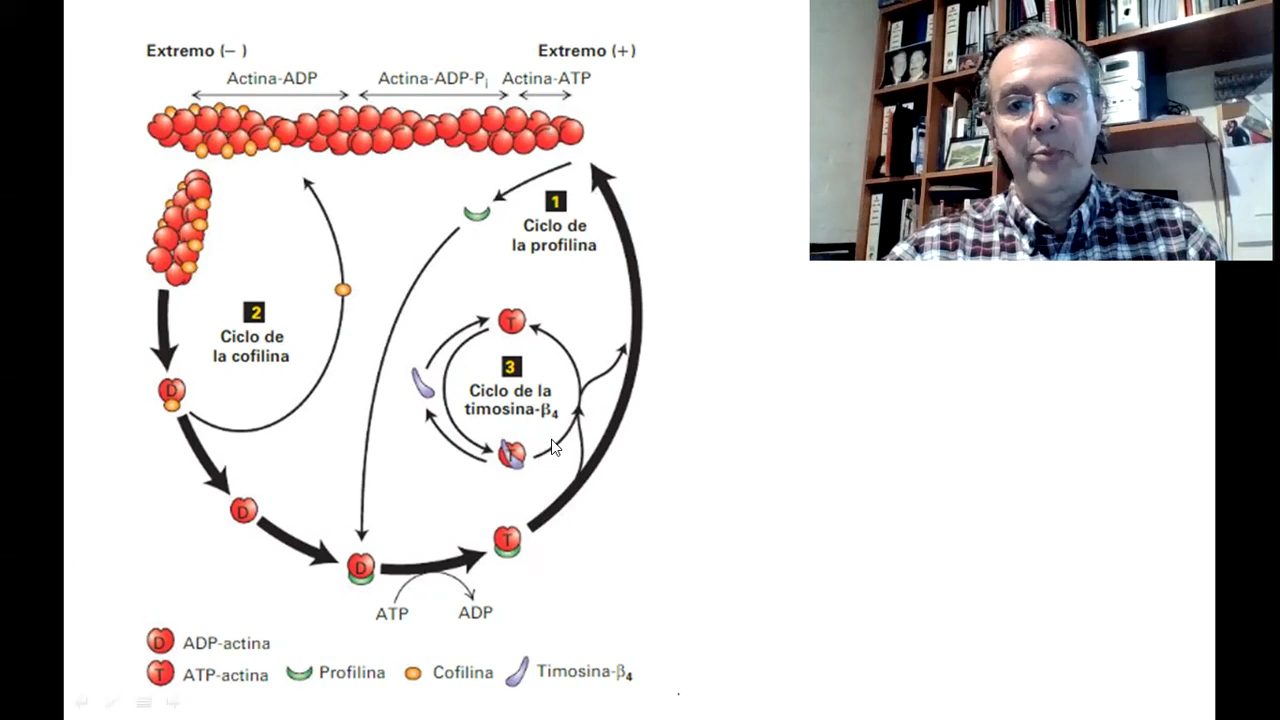 Extremo (– )
Extremo (+)
Actina-ADP
Actina-ADP-Pi
Actina-ATP
1
Ciclo de
la profilina
2
Ciclo de
la cofilina
T
3
Ciclo de la
timosina-β4
T
D
D
D
T
ATP
ADP
D ADP-actina
T ATP-actina
Profilina
Cofilina
Timosina-β4